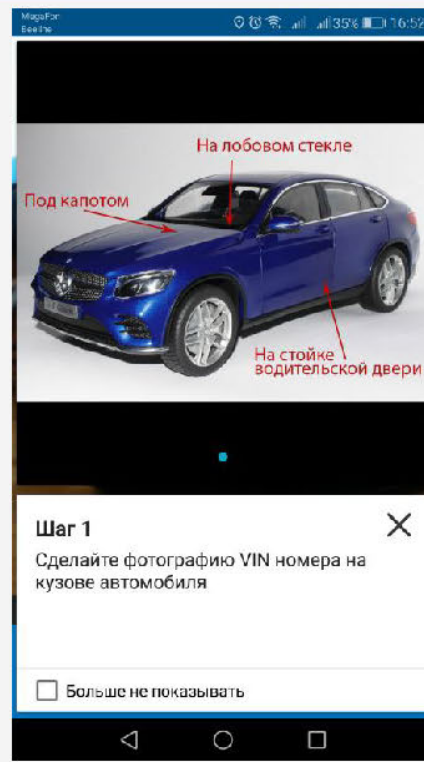 MegaFon
Beeline
35% 16:52
На лобовом стекле
Под капотом
На стойке
водительской двери
Шаг 1
Сделайте фотографию VIN номера на
кузове автомобиля
Больше не показывать